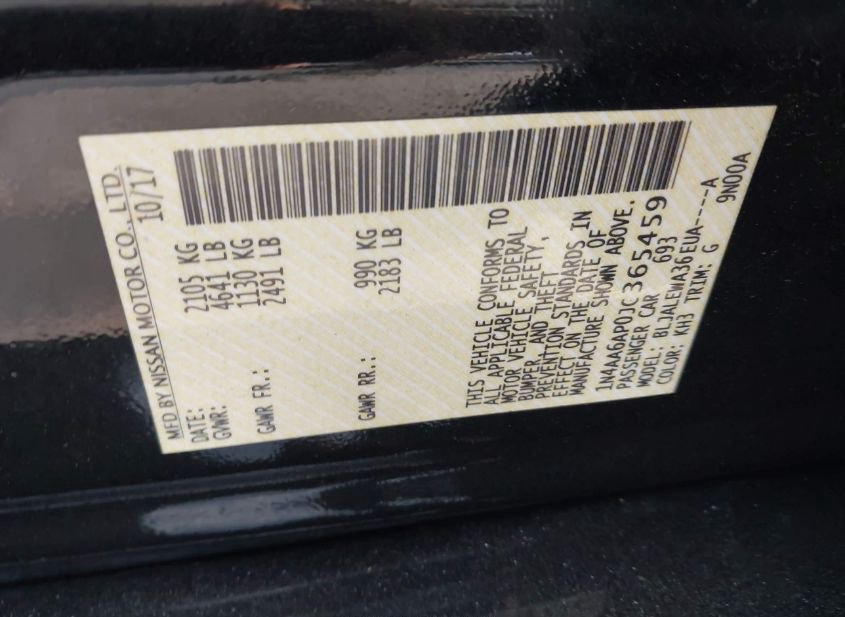 MFD BY NISSAN MOTOR CO., LTD.
DATE: 10/17
GVWR: 2105 KG
4641 LB
GAWR FR.: 1130 KG
2491 LB
GAWR RR.: 990 KG
2183 LB
THIS VEHICLE CONFORMS TO
ALL APPLICABLE FEDERAL
MOTOR VEHICLE SAFETY,
BUMPER, AND THEFT
PREVENTION STANDARDS IN
EFFECT ON THE DATE OF
MANUFACTURE SHOWN ABOVE.
1N4AA6AP0JC365459
PASSENGER CAR 693
MODEL: BLJALEWA36EUA----A
COLOR: KH3 TRIM: G 9N00A